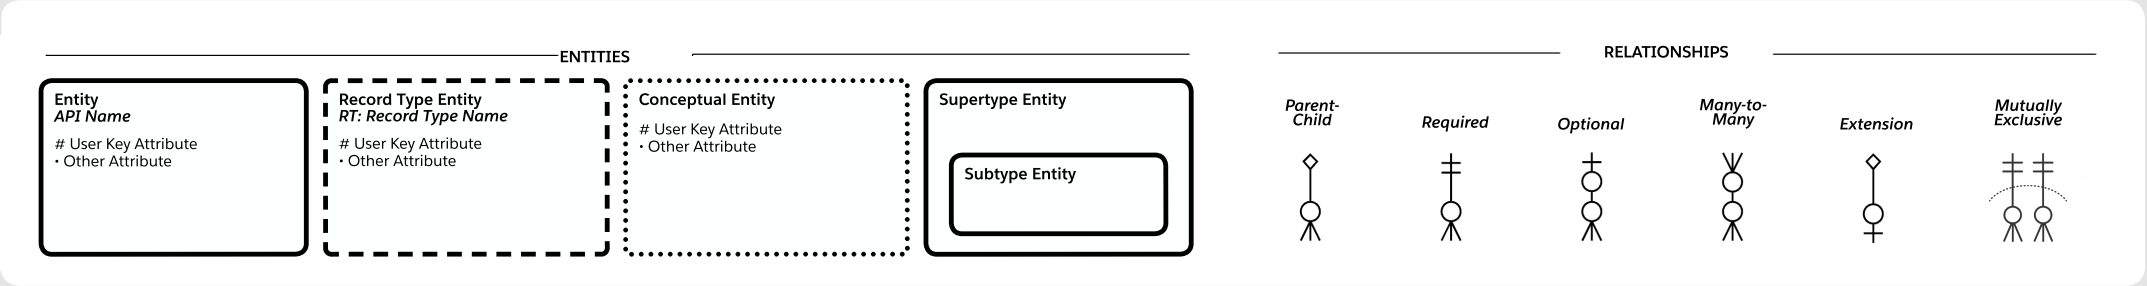 ENTITIES
Entity
API Name
# User Key Attribute
• Other Attribute
Record Type Entity
RT: Record Type Name
# User Key Attribute
• Other Attribute
Conceptual Entity
# User Key Attribute
• Other Attribute
Supertype Entity
Subtype Entity
RELATIONSHIPS
Parent-
Child
Required
Optional
Many-to-
Many
Extension
Mutually
Exclusive